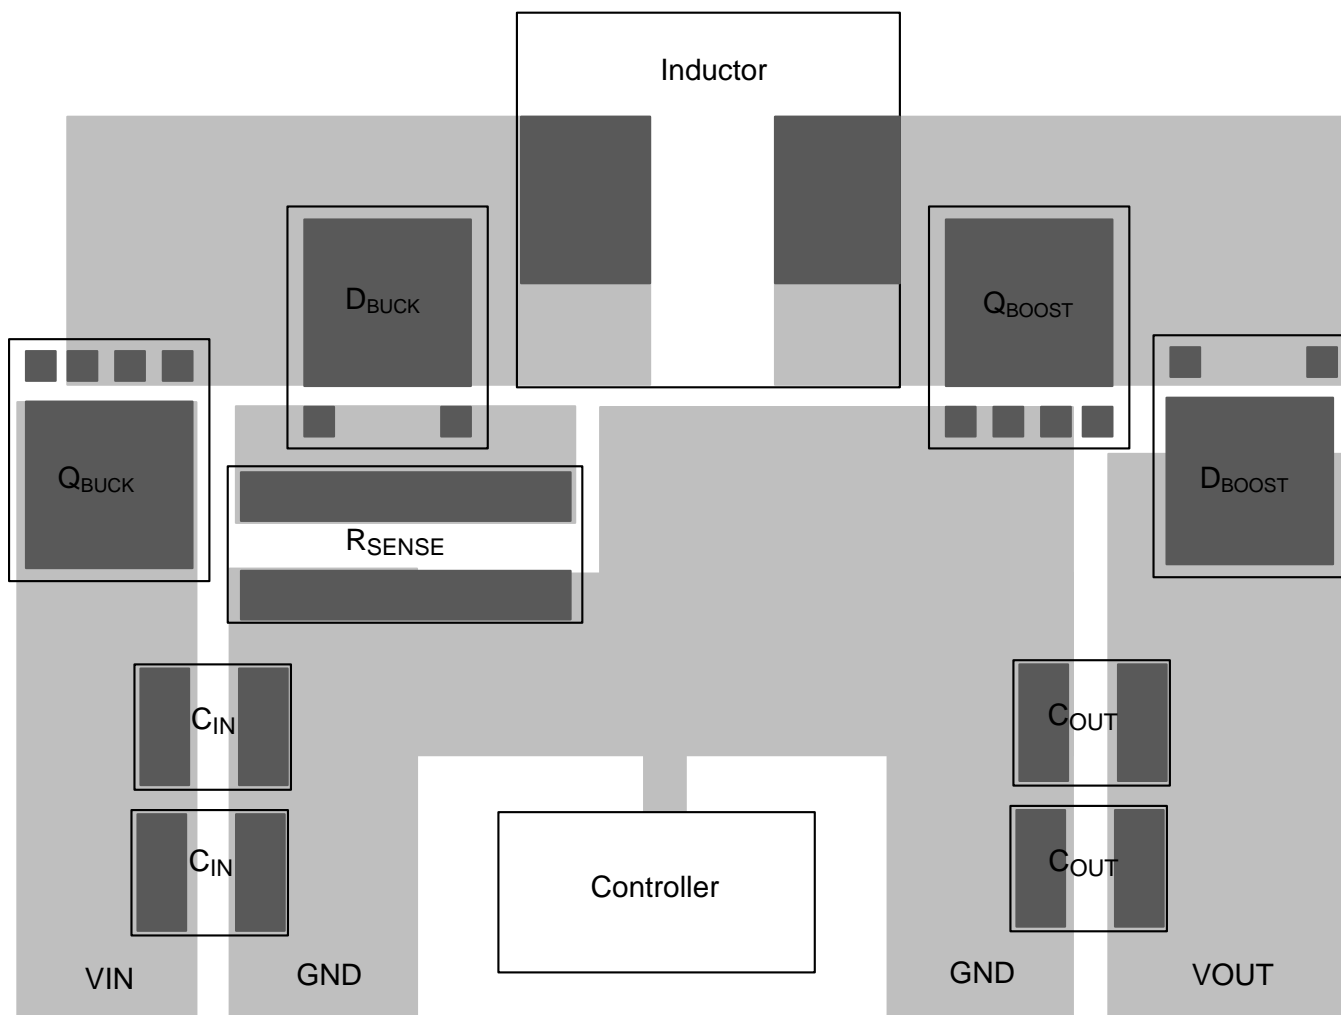 Inductor
DBUCK
QBOOST
QBUCK
DBOOST
RSENSE
CIN
COUT
CIN
COUT
Controller
VIN
GND
GND
VOUT